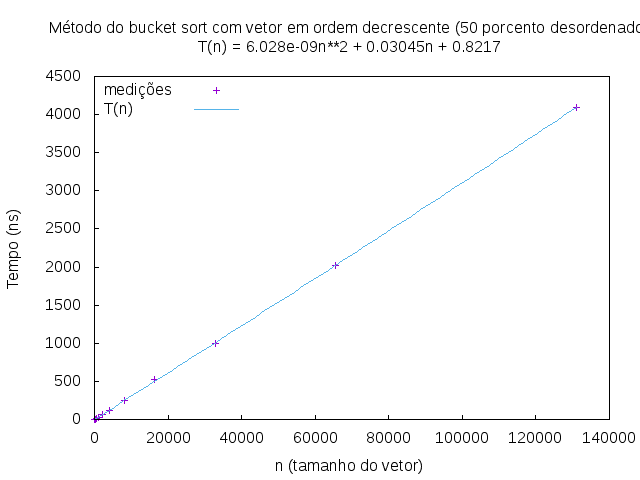 Método do bucket sort com vetor em ordem decrescente (50 porcento desordenado
T(n) = 6.028e-09n**2 + 0.03045n + 0.8217
4500
4000
3500
3000
2500
2000
1500
1000
500
0
medições
T(n)
Tempo (ns)
0 20000 40000 60000 80000 100000 120000 140000
n (tamanho do vetor)